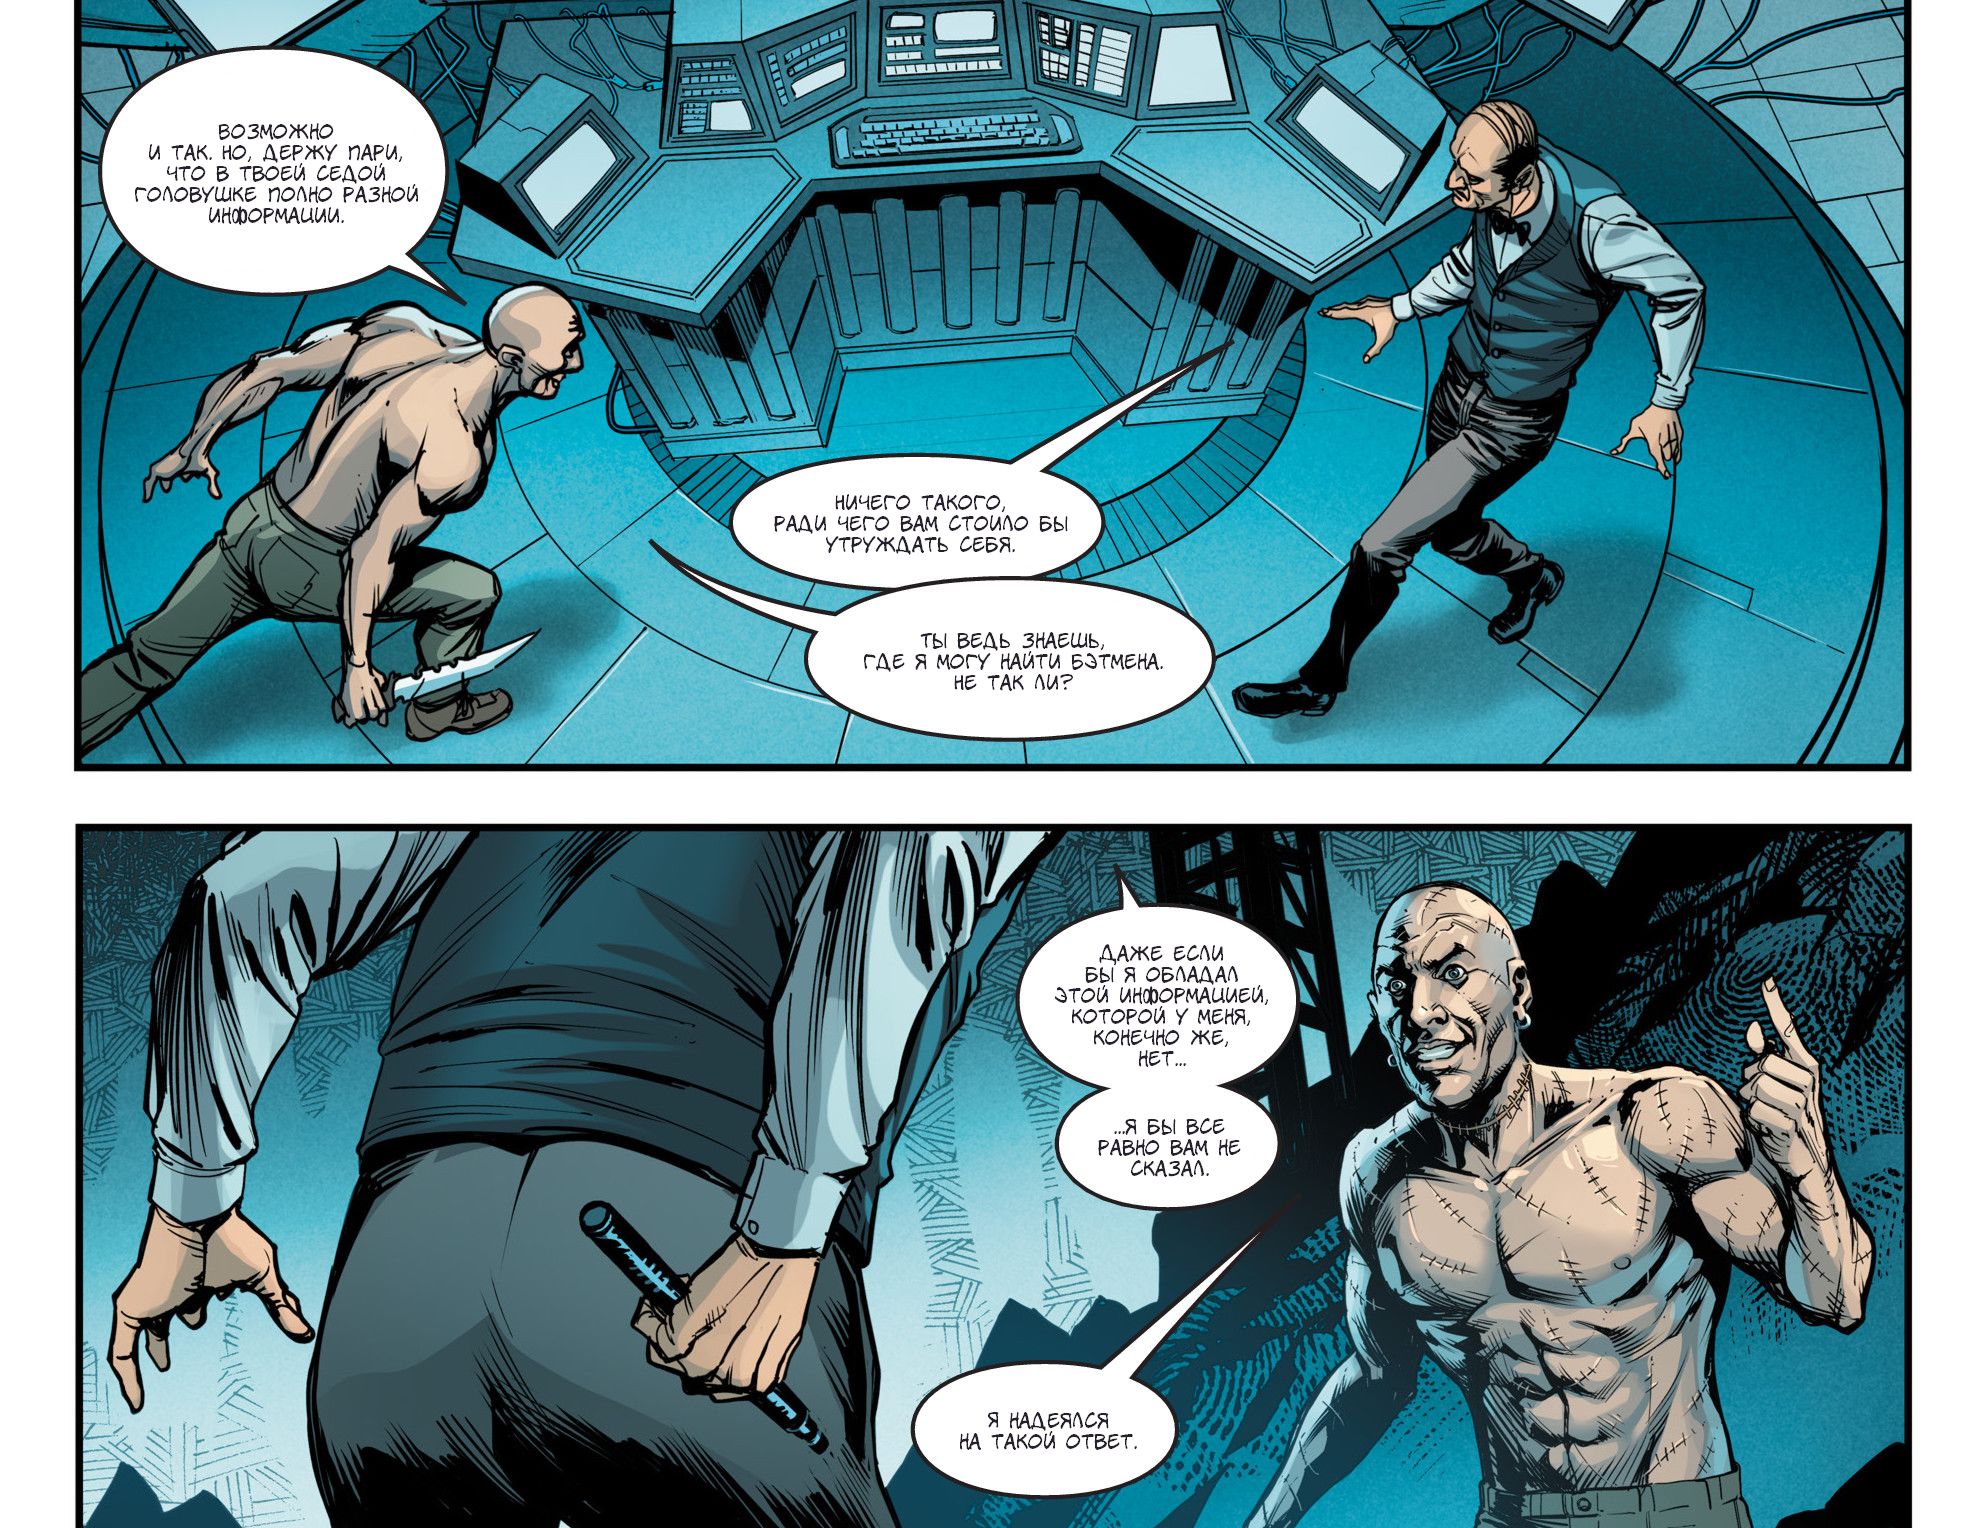 ВОЗМОЖНО
И ТАК. НО, ДЕРЖУ ПАРИ,
ЧТО В ТВОЕЙ СЕДОЙ
ГОЛОВУШКЕ ПОЛНО РАЗНОЙ
ИНФОРМАЦИИ.
НИЧЕГО ТАКОГО,
РАДИ ЧЕГО ВАМ СТОИЛО БЫ
УТРУЖДАТЬ СЕБЯ.
ТЫ ВЕДЬ ЗНАЕШЬ,
ГДЕ Я МОГУ НАЙТИ БЭТМЕНА.
НЕ ТАК ЛИ?
ДАЖЕ ЕСЛИ
БЫ Я ОБЛАДАЛ
ЭТОЙ ИНФОРМАЦИЕЙ,
КОТОРОЙ У МЕНЯ,
КОНЕЧНО ЖЕ,
НЕТ...
...Я БЫ ВСЕ
РАВНО ВАМ НЕ
СКАЗАЛ.
Я НАДЕЯЛСЯ
НА ТАКОЙ ОТВЕТ.